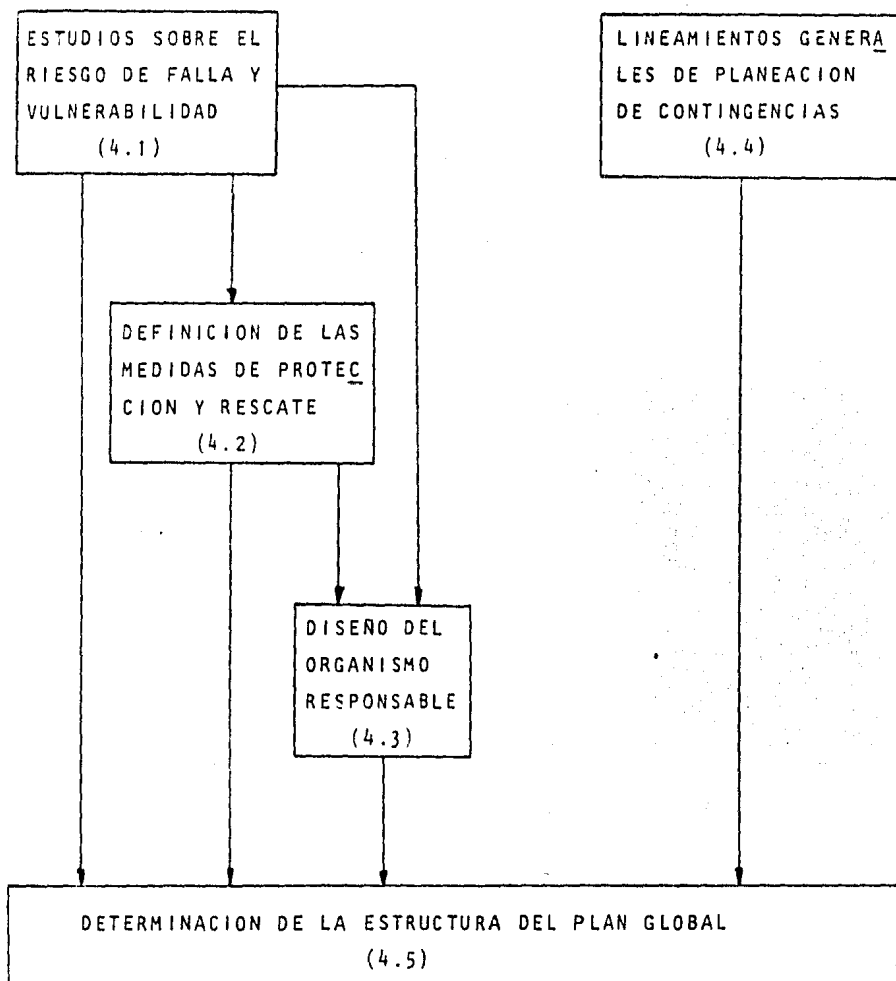 ESTUDIOS SOBRE EL
RIESGO DE FALLA Y
VULNERABILIDAD
(4.1)
LINEAMIENTOS GENERA
LES DE PLANEACION
DE CONTINGENCIAS
(4.4)
DEFINICION DE LAS
MEDIDAS DE PROTEC
CION Y RESCATE
(4.2)
DISEÑO DEL
ORGANISMO
RESPONSABLE
(4.3)
DETERMINACION DE LA ESTRUCTURA DEL PLAN GLOBAL
(4.5)